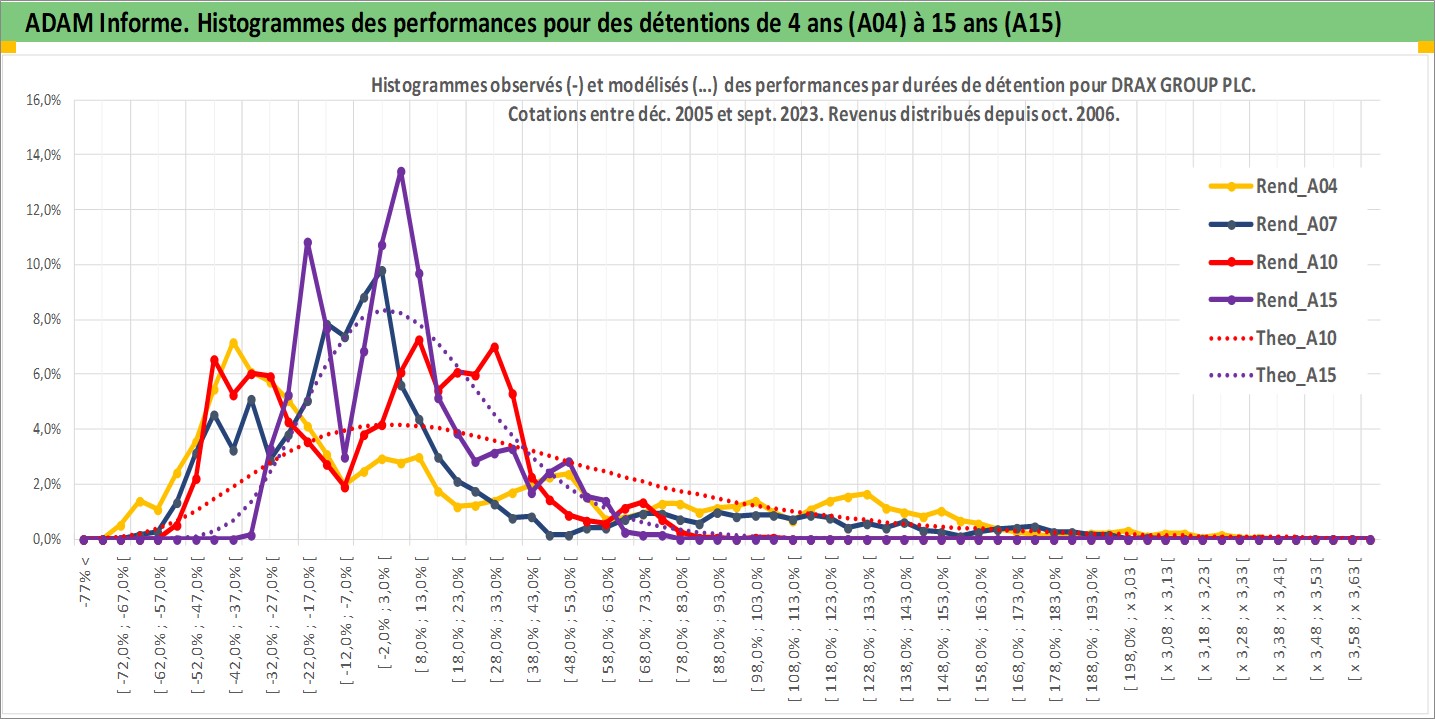 ADAM Informe. Histogrammes des performances pour des détentions de 4 ans (A04) à 15 ans (A15)
Histogrammes observés (-) et modélisés (...) des performances par durées de détention pour DRAX GROUP PLC.
Cotations entre déc. 2005 et sept. 2023. Revenus distribués depuis oct. 2006.
16,0%
14,0%
12,0%
10,0%
8,0%
6,0%
4,0%
2,0%
0,0%
Rend_A04
Rend_A07
Rend_A10
Rend_A15
Theo_A10
Theo_A15
-77% <
[ -72,0% ; -67,0% [
[ -62,0% ; -57,0% [
[ -52,0% ; -47,0% [
[ -42,0% ; -37,0% [
[ -32,0% ; -27,0% [
[ -22,0% ; -17,0% [
[ -12,0% ; -7,0% [
[ -2,0% ; 3,0% [
[ 8,0% ; 13,0% [
[ 18,0% ; 23,0% [
[ 28,0% ; 33,0% [
[ 38,0% ; 43,0% [
[ 48,0% ; 53,0% [
[ 58,0% ; 63,0% [
[ 68,0% ; 73,0% [
[ 78,0% ; 83,0% [
[ 88,0% ; 93,0% [
[ 98,0% ; 103,0% [
[ 108,0% ; 113,0% [
[ 118,0% ; 123,0% [
[ 128,0% ; 133,0% [
[ 138,0% ; 143,0% [
[ 148,0% ; 153,0% [
[ 158,0% ; 163,0% [
[ 168,0% ; 173,0% [
[ 178,0% ; 183,0% [
[ 188,0% ; 193,0% [
[ 198,0% ; x 3,03 [
[ x 3,08 ; x 3,13 [
[ x 3,18 ; x 3,23 [
[ x 3,28 ; x 3,33 [
[ x 3,38 ; x 3,43 [
[ x 3,48 ; x 3,53 [
[ x 3,58 ; x 3,63 [